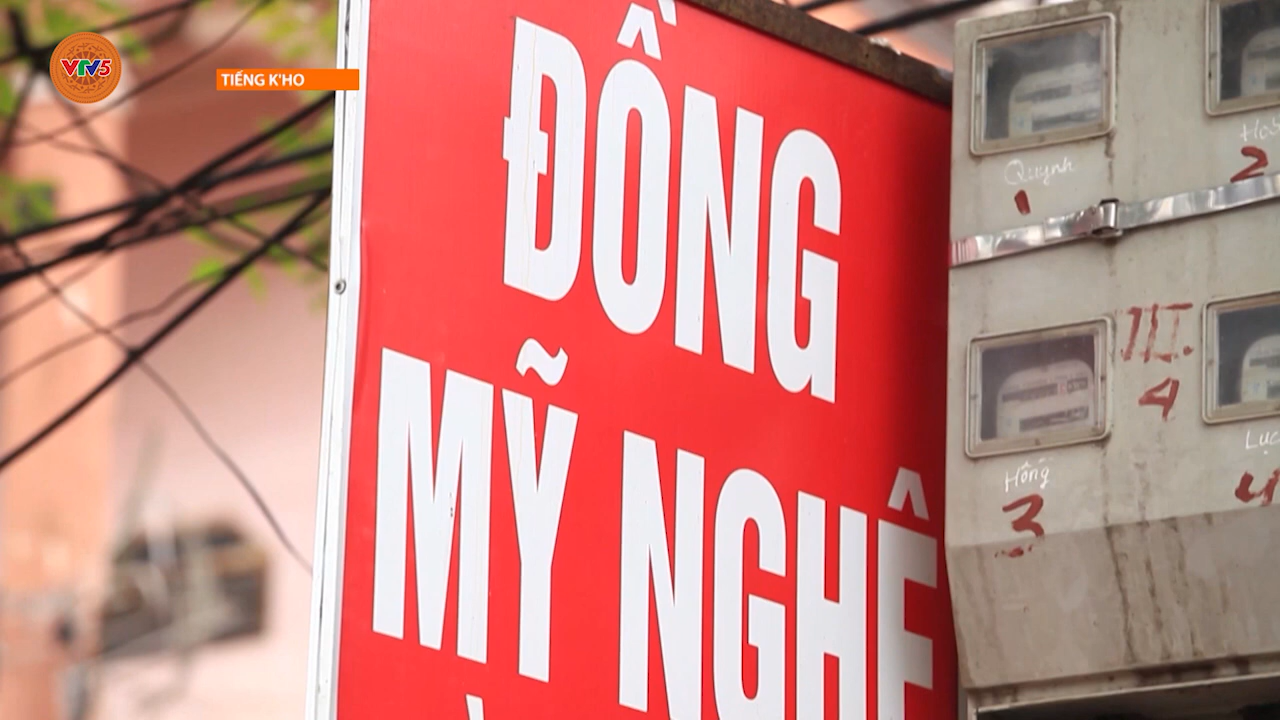 VTV5
TIẾNG K'HO
ĐỒNG
MỸ NGHỆ
Quỳnh
1
2
III.
4
Hồng
3
4